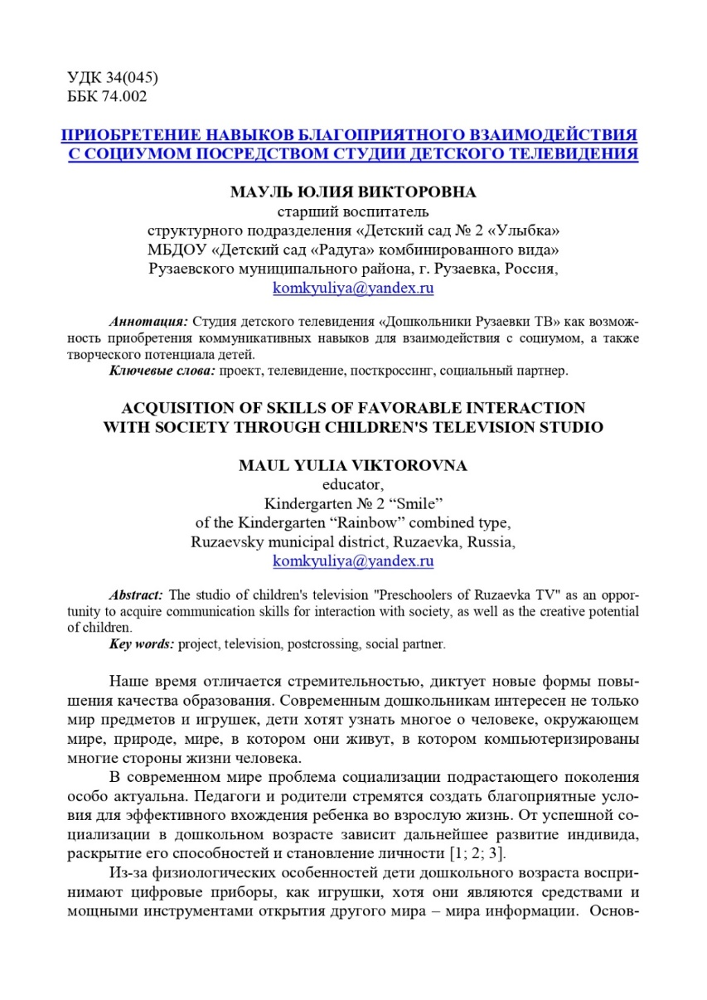 УДК 34(045)
ББК 74.002
ПРИОБРЕТЕНИЕ НАВЫКОВ БЛАГОПРИЯТНОГО ВЗАИМОДЕЙСТВИЯ
С СОЦИУМОМ ПОСРЕДСТВОМ СТУДИИ ДЕТСКОГО ТЕЛЕВИДЕНИЯ
МАУЛЬ ЮЛИЯ ВИКТОРОВНА
старший воспитатель
структурного подразделения «Детский сад № 2 «Улыбка»
МБДОУ «Детский сад «Радуга» комбинированного вида»
Рузаевского муниципального района, г. Рузаевка, Россия,
komkyuliya@yandex.ru
Аннотация: Студия детского телевидения «Дошкольники Рузаевки ТВ» как возмож-
ность приобретения коммуникативных навыков для взаимодействия с социумом, а также
творческого потенциала детей.
Ключевые слова: проект, телевидение, посткроссинг, социальный партнер.
ACQUISITION OF SKILLS OF FAVORABLE INTERACTION
WITH SOCIETY THROUGH CHILDREN'S TELEVISION STUDIO
MAUL YULIA VIKTOROVNA
educator,
Kindergarten № 2 “Smile”
of the Kindergarten “Rainbow” combined type,
Ruzaevsky municipal district, Ruzaevka, Russia,
komkyuliya@yandex.ru
Abstract: The studio of children's television "Preschoolers of Ruzaevka TV" as an oppor-
tunity to acquire communication skills for interaction with society, as well as the creative potential
of children.
Key words: project, television, postcrossing, social partner.
Наше время отличается стремительностью, диктует новые формы повы-
шения качества образования. Современным дошкольникам интересен не только
мир предметов и игрушек, дети хотят узнать многое о человеке, окружающем
мире, природе, мире, в котором они живут, в котором компьютеризированы
многие стороны жизни человека.
В современном мире проблема социализации подрастающего поколения
особо актуальна. Педагоги и родители стремятся создать благоприятные усло-
вия для эффективного вхождения ребенка во взрослую жизнь. От успешной со-
циализации в дошкольном возрасте зависит дальнейшее развитие индивида,
раскрытие его способностей и становление личности [1; 2; 3].
Из-за физиологических особенностей дети дошкольного возраста воспри-
нимают цифровые приборы, как игрушки, хотя они являются средствами и
мощными инструментами открытия другого мира – мира информации. Основ-